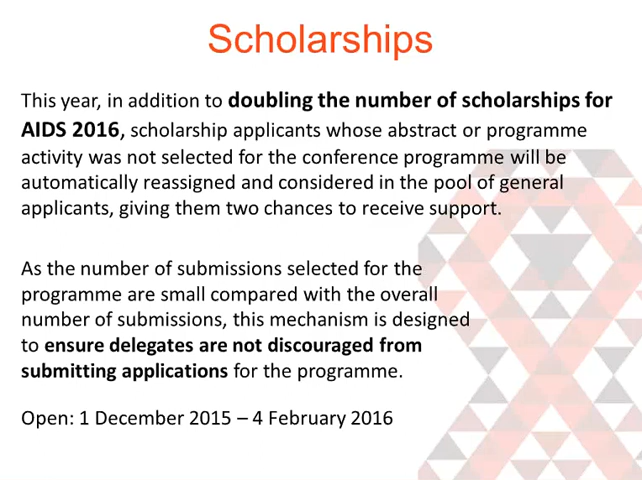 Scholarships
This year, in addition to doubling the number of scholarships for
AIDS 2016, scholarship applicants whose abstract or programme
activity was not selected for the conference programme will be
automatically reassigned and considered in the pool of general
applicants, giving them two chances to receive support.
As the number of submissions selected for the
programme are small compared with the overall
number of submissions, this mechanism is designed
to ensure delegates are not discouraged from
submitting applications for the programme.
Open: 1 December 2015 – 4 February 2016